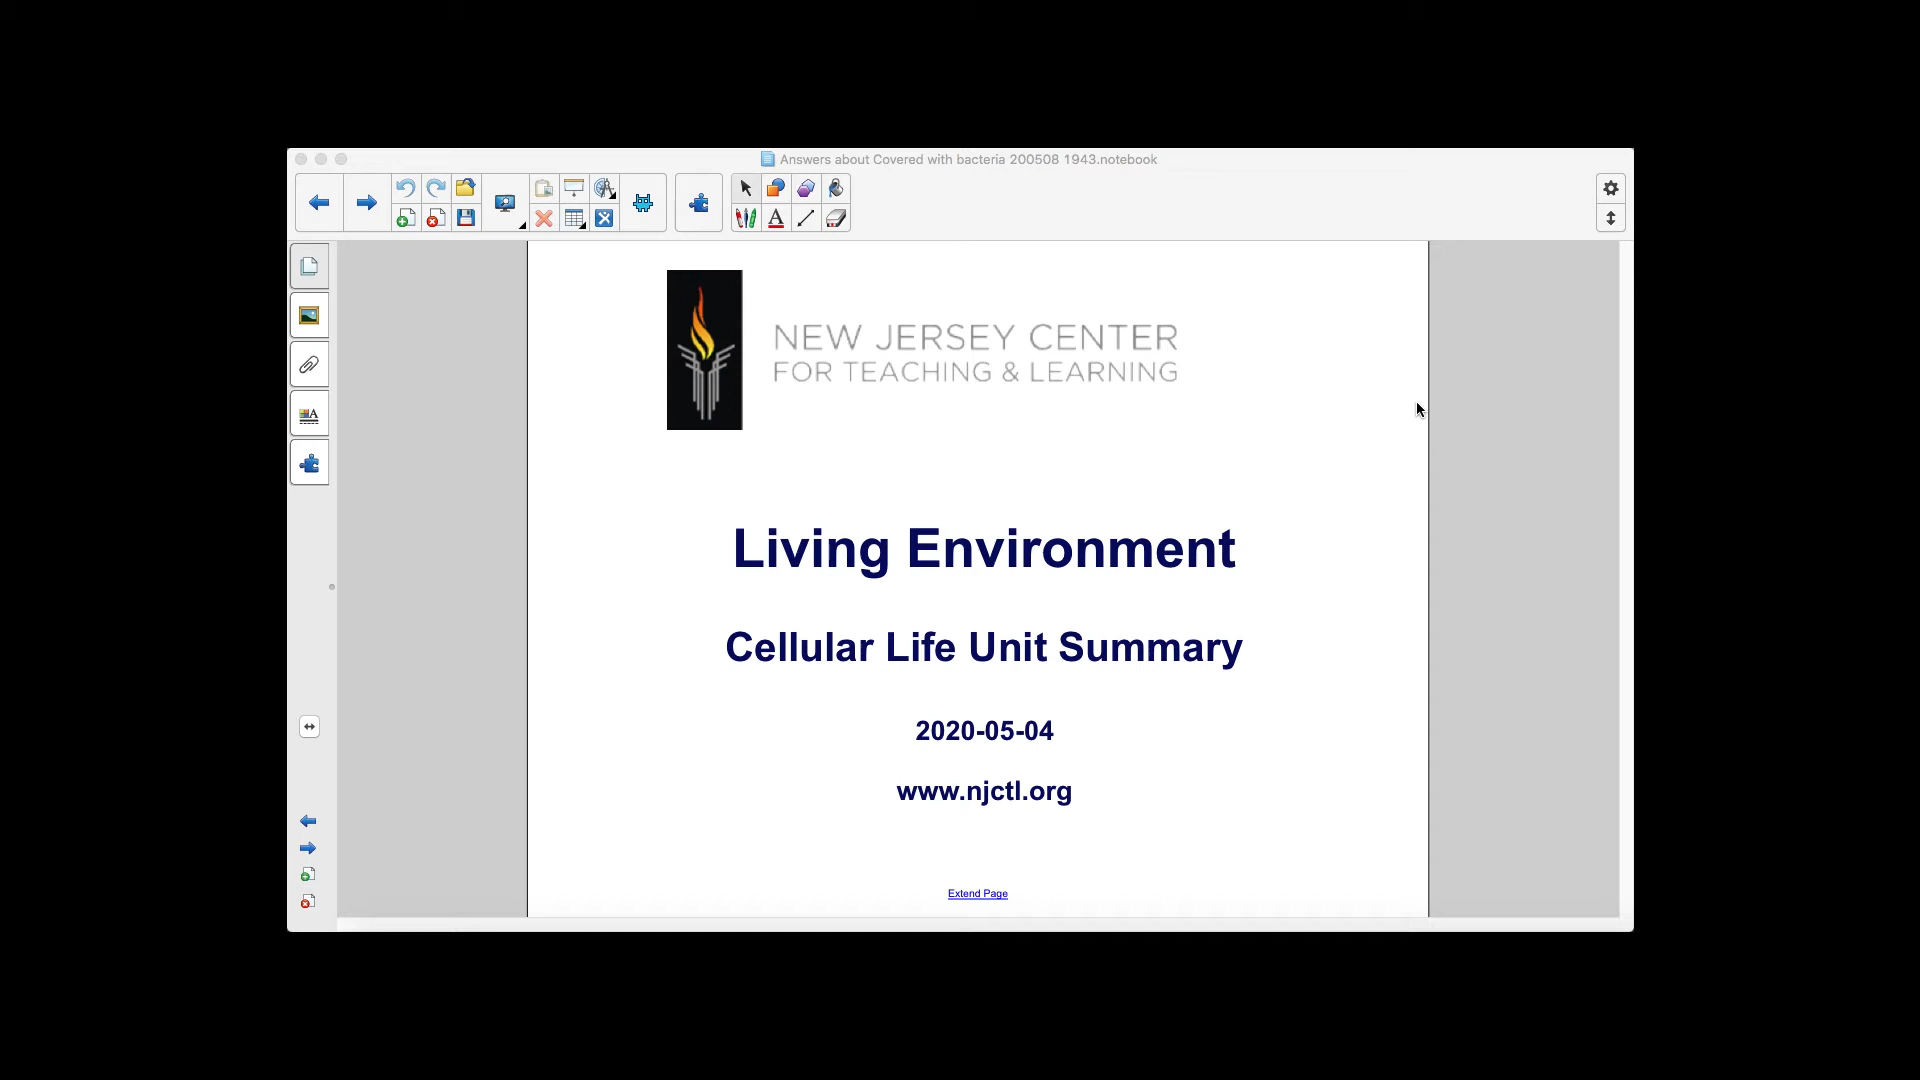 Answers about Covered with bacteria 200508 1943.notebook
NEW JERSEY CENTER
FOR TEACHING & LEARNING
Living Environment
Cellular Life Unit Summary
2020-05-04
www.njctl.org
Extend Page